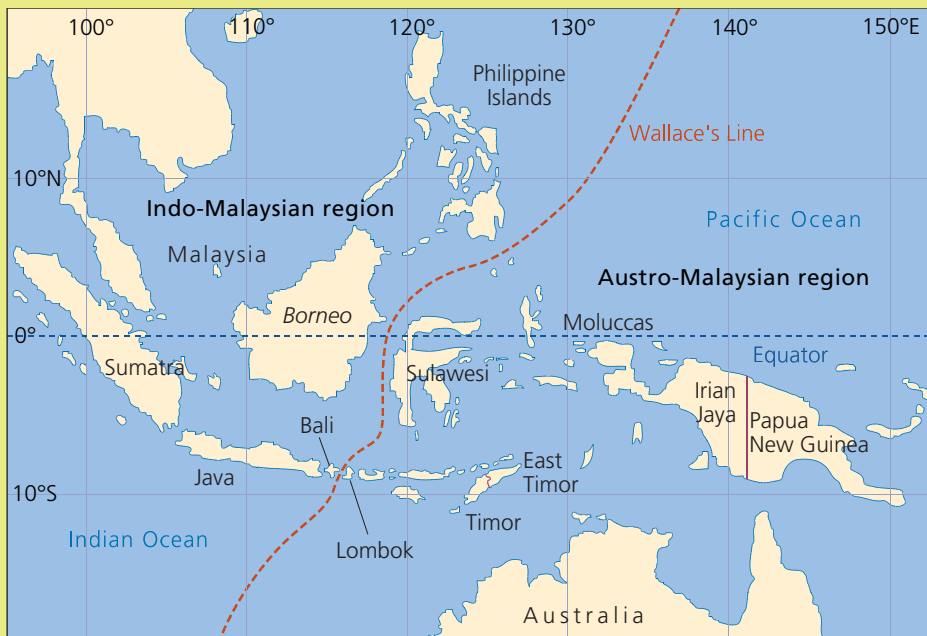 100°
110°
120°
130°
140°
150°E
Philippine
Islands
Wallace's Line
10°N
Indo-Malaysian region
Pacific Ocean
Malaysia
Austro-Malaysian region
Borneo
Moluccas
0°
Equator
Sumatra
Sulawesi
Irian
Jaya
Papua
New Guinea
Bali
Java
East
Timor
10°S
Timor
Indian Ocean
Lombok
Australia